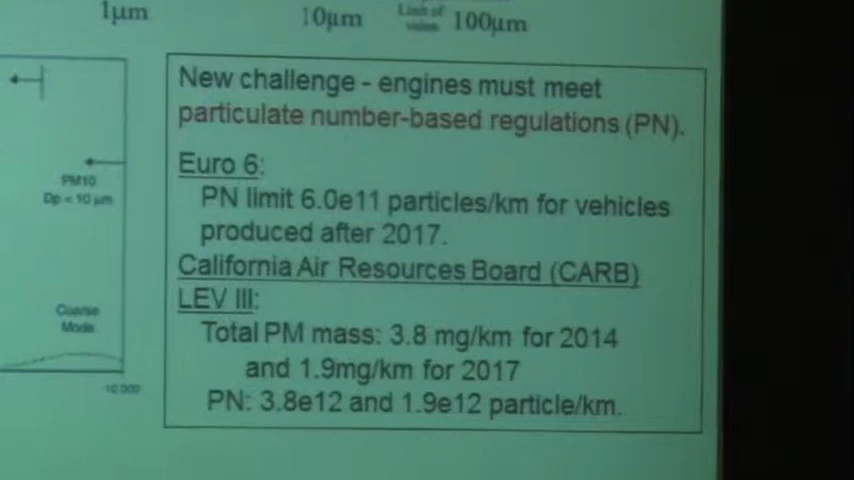 1μm
10μm
Limit of
vision
100μm
New challenge - engines must meet
particulate number-based regulations (PN).
PM10
Dp < 10 μm
Euro 6:
PN limit 6.0e11 particles/km for vehicles
produced after 2017.
California Air Resources Board (CARB)
LEV III:
Coarse
Mode
Total PM mass: 3.8 mg/km for 2014
and 1.9mg/km for 2017
10,000
PN: 3.8e12 and 1.9e12 particle/km.